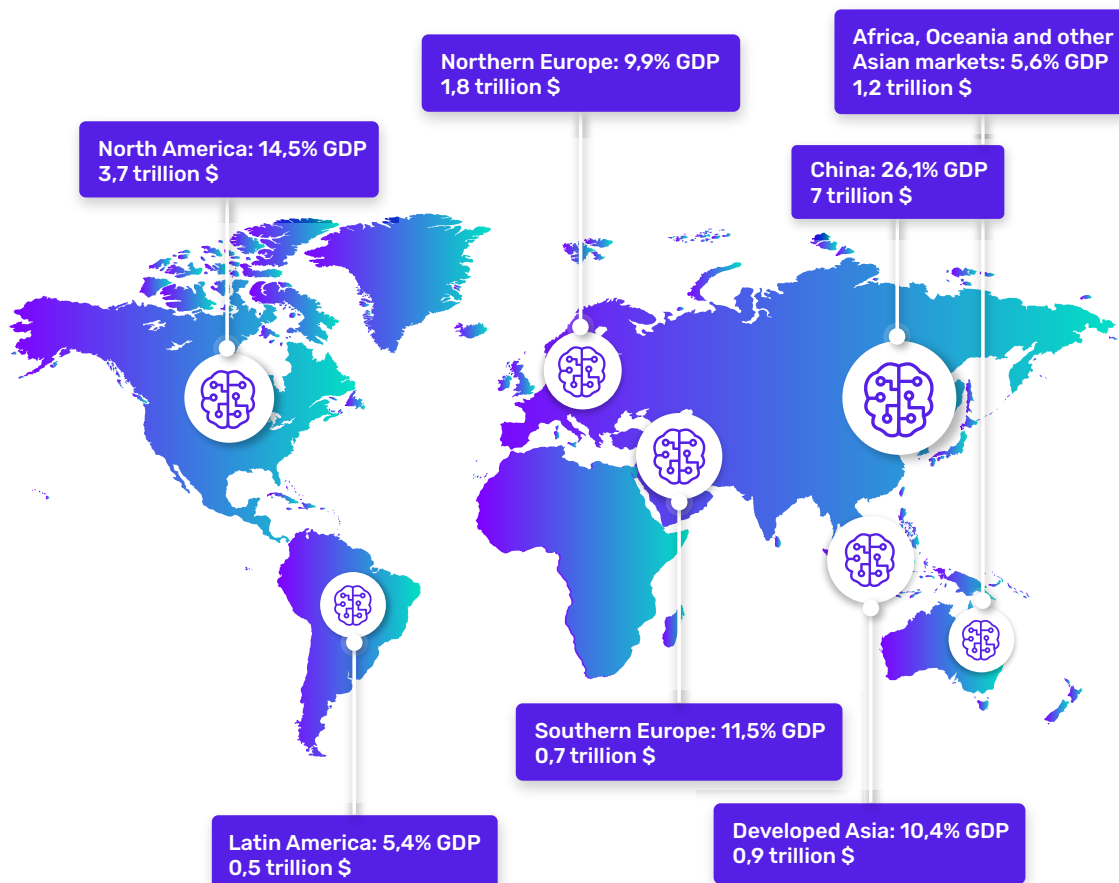 Northern Europe: 9,9% GDP
1,8 trillion $
Africa, Oceania and other
Asian markets: 5,6% GDP
1,2 trillion $
North America: 14,5% GDP
3,7 trillion $
China: 26,1% GDP
7 trillion $
Southern Europe: 11,5% GDP
0,7 trillion $
Latin America: 5,4% GDP
0,5 trillion $
Developed Asia: 10,4% GDP
0,9 trillion $